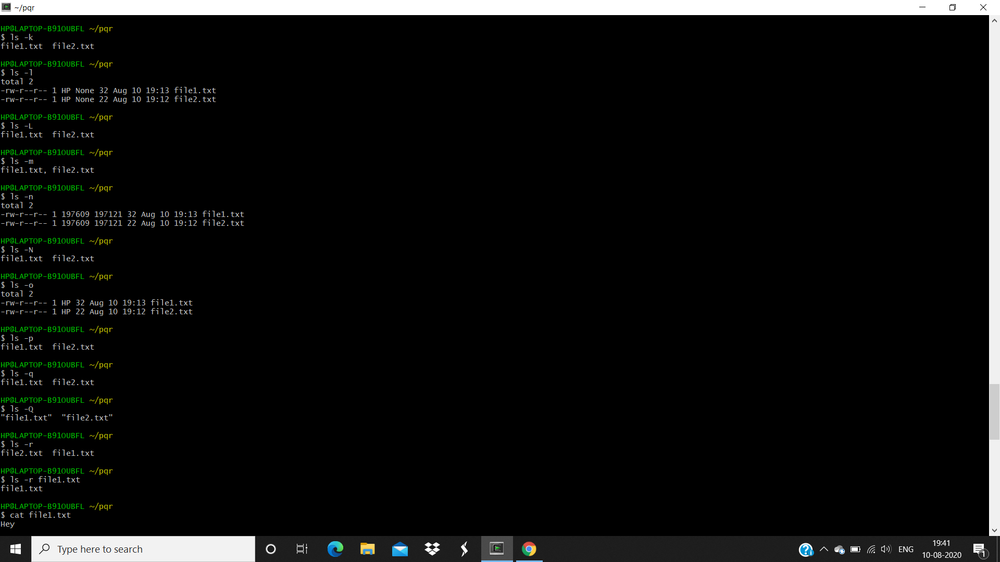 ~/pqr
HP@LAPTOP-B91OUBFL ~/pqr
$ ls -k
file1.txt  file2.txt
HP@LAPTOP-B91OUBFL ~/pqr
$ ls -l
total 2
-rw-r--r-- 1 HP None 32 Aug 10 19:13 file1.txt
-rw-r--r-- 1 HP None 22 Aug 10 19:12 file2.txt
HP@LAPTOP-B91OUBFL ~/pqr
$ ls -L
file1.txt  file2.txt
HP@LAPTOP-B91OUBFL ~/pqr
$ ls -m
file1.txt, file2.txt
HP@LAPTOP-B91OUBFL ~/pqr
$ ls -n
total 2
-rw-r--r-- 1 197609 197121 32 Aug 10 19:13 file1.txt
-rw-r--r-- 1 197609 197121 22 Aug 10 19:12 file2.txt
HP@LAPTOP-B91OUBFL ~/pqr
$ ls -N
file1.txt  file2.txt
HP@LAPTOP-B91OUBFL ~/pqr
$ ls -o
total 2
-rw-r--r-- 1 HP 32 Aug 10 19:13 file1.txt
-rw-r--r-- 1 HP 22 Aug 10 19:12 file2.txt
HP@LAPTOP-B91OUBFL ~/pqr
$ ls -p
file1.txt  file2.txt
HP@LAPTOP-B91OUBFL ~/pqr
$ ls -q
file1.txt  file2.txt
HP@LAPTOP-B91OUBFL ~/pqr
$ ls -Q
"file1.txt"  "file2.txt"
HP@LAPTOP-B91OUBFL ~/pqr
$ ls -r
file2.txt  file1.txt
HP@LAPTOP-B91OUBFL ~/pqr
$ ls -r file1.txt
file1.txt
HP@LAPTOP-B91OUBFL ~/pqr
$ cat file1.txt
Hey
Type here to search
ENG
19:41
10-08-2020
1